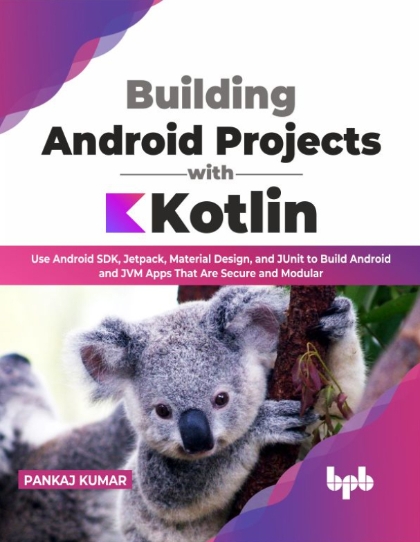 Building
Android Projects
with
Kotlin
Use Android SDK, Jetpack, Material Design, and JUnit to Build Android
and JVM Apps That Are Secure and Modular
PANKAJ KUMAR
bpb